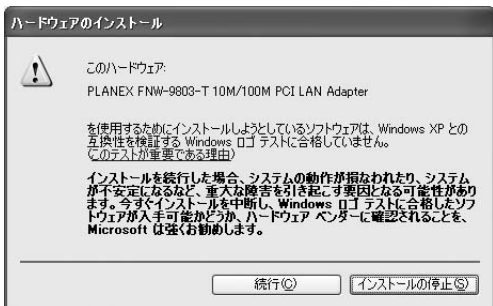 ハードウェアのインストール
このハードウェア:
PLANEX FNW-9803-T 10M/100M PCI LAN Adapter
を使用するためにインストールしようとしているソフトウェアは、Windows XP との
互換性を検証する Windows ロゴ テストに合格していません。
(このテストが重要である理由)
インストールを続行した場合、システムの動作が損なわれたり、システム
が不安定になるなど、重大な障害を引き起こす要因となる可能性があり
ます。今すぐインストールを中断し、Windows ロゴ テストに合格したソフ
トウェアが入手可能かどうか、ハードウェア ベンダーに確認されることを、
Microsoft は強くお勧めします。
続行(C)
インストールの停止(S)